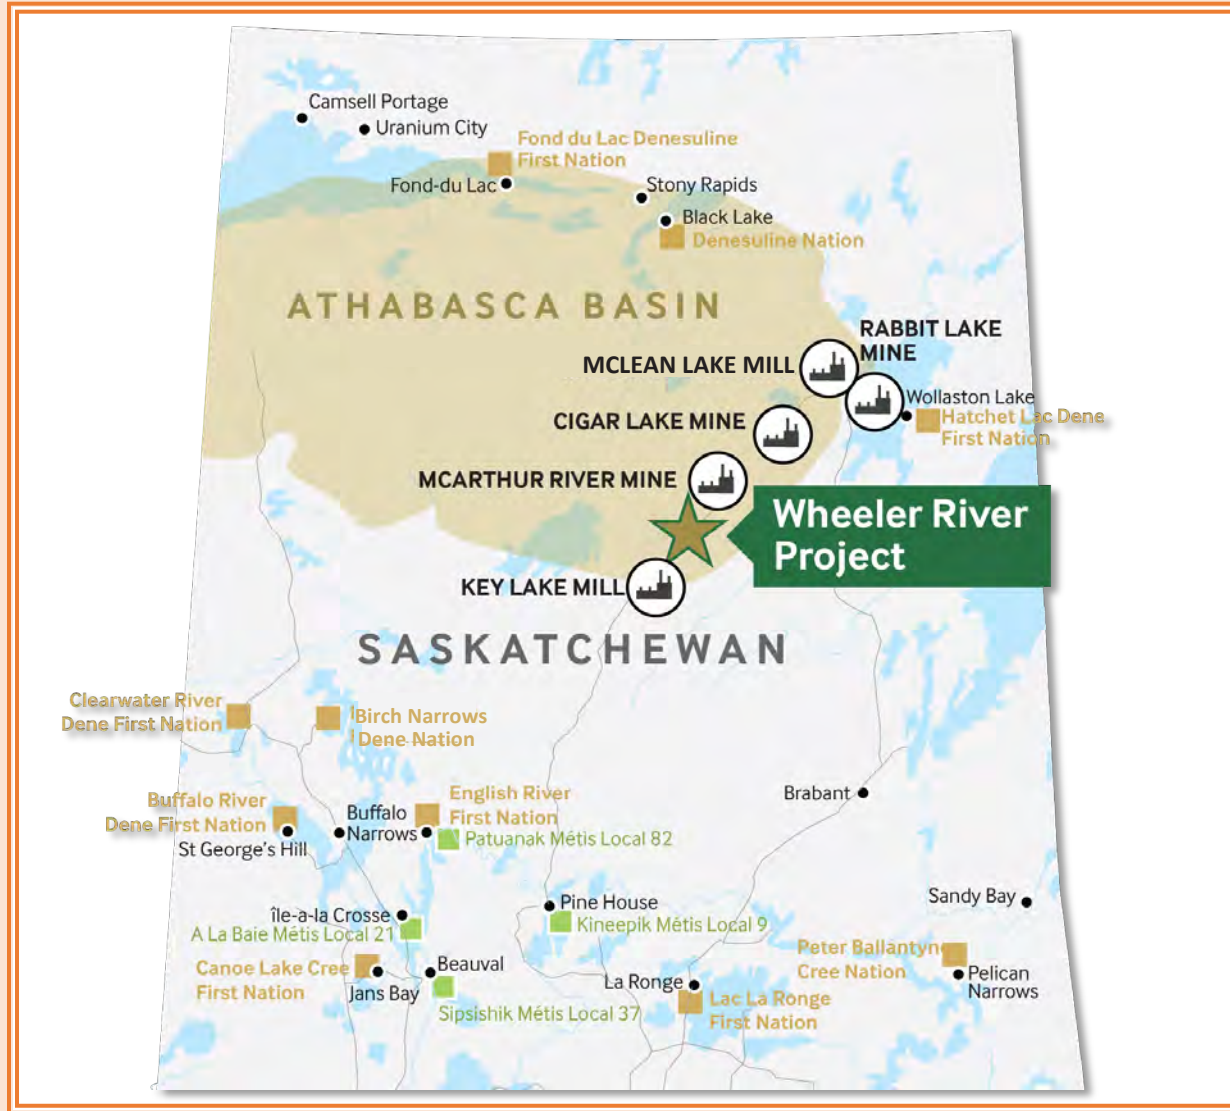 Camsell Portage
Uranium City
Fond du Lac Denesuline
First Nation
Fond-du Lac
Stony Rapids
Black Lake
Denesuline Nation
ATHABASCA BASIN
RABBIT LAKE
MINE
MCLEAN LAKE MILL
Wollaston Lake
Hatchet Lac Dene
First Nation
CIGAR LAKE MINE
MCARTHUR RIVER MINE
Wheeler River
Project
KEY LAKE MILL
SASKATCHEWAN
Clearwater River
Dene First Nation
Birch Narrows
Dene Nation
Brabant
Buffalo River
Dene First Nation
St George's Hill
Buffalo
Narrows
English River
First Nation
Patuanak Métis Local 82
Sandy Bay
île-a-la Crosse
A La Baie Métis Local 21
Pine House
Kineepik Métis Local 9
Canoe Lake Cree
First Nation
Jans Bay
Beauval
Sipsishik Métis Local 37
La Ronge
Lac La Ronge
First Nation
Peter Ballantyne
Cree Nation
Pelican
Narrows